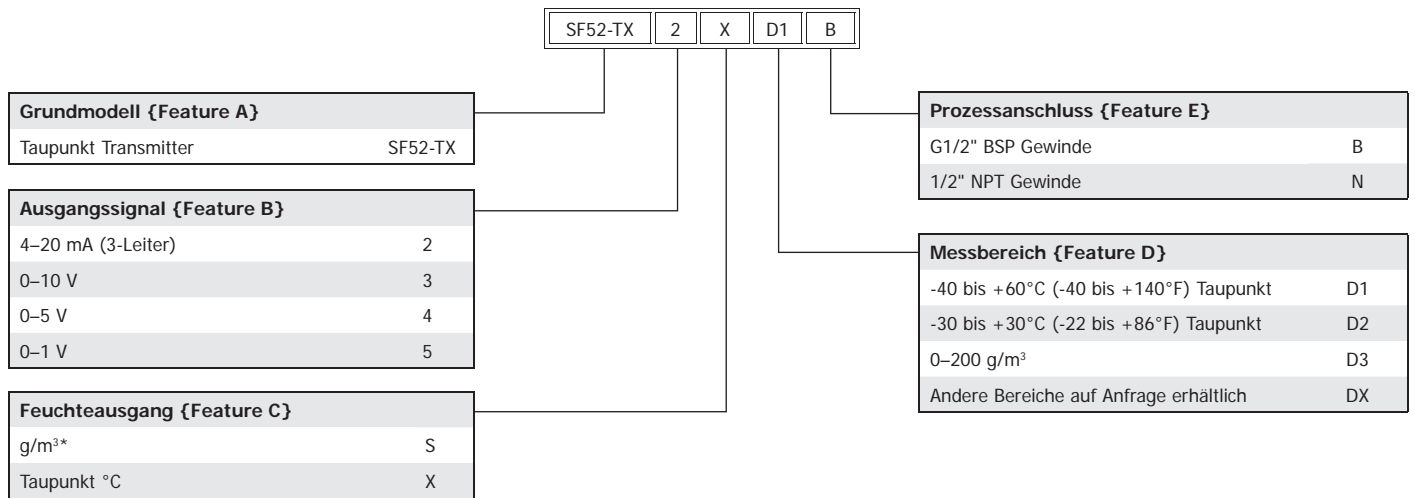 SF52-TX 2 X D1 B
Grundmodell {Feature A}
Taupunkt Transmitter SF52-TX
Ausgangssignal {Feature B}
4–20 mA (3-Leiter) 2
0–10 V 3
0–5 V 4
0–1 V 5
Feuchteausgang {Feature C}
g/m³* S
Taupunkt °C X
Prozessanschluss {Feature E}
G1/2" BSP Gewinde B
1/2" NPT Gewinde N
Messbereich {Feature D}
-40 bis +60°C (-40 bis +140°F) Taupunkt D1
-30 bis +30°C (-22 bis +86°F) Taupunkt D2
0–200 g/m³ D3
Andere Bereiche auf Anfrage erhältlich DX